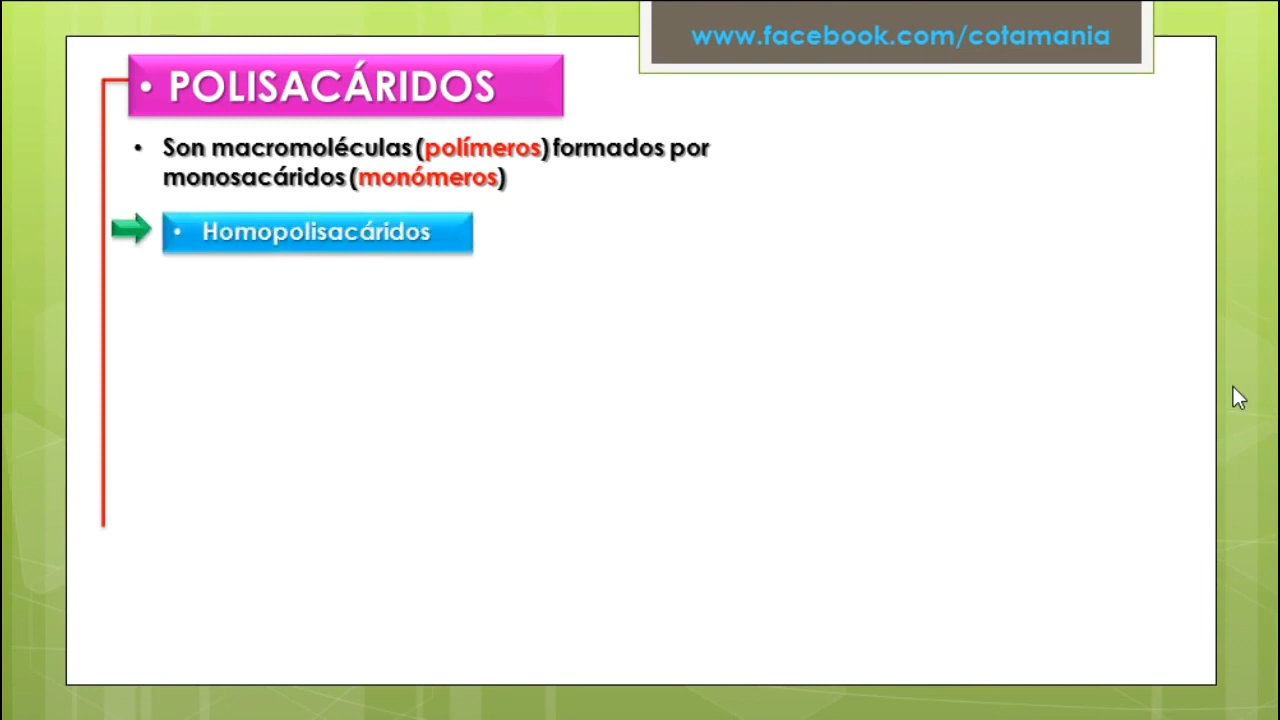 www.facebook.com/cotamania
• POLISACÁRIDOS
• Son macromoléculas (polímeros) formados por
monosacáridos (monómeros)
• Homopolisacáridos